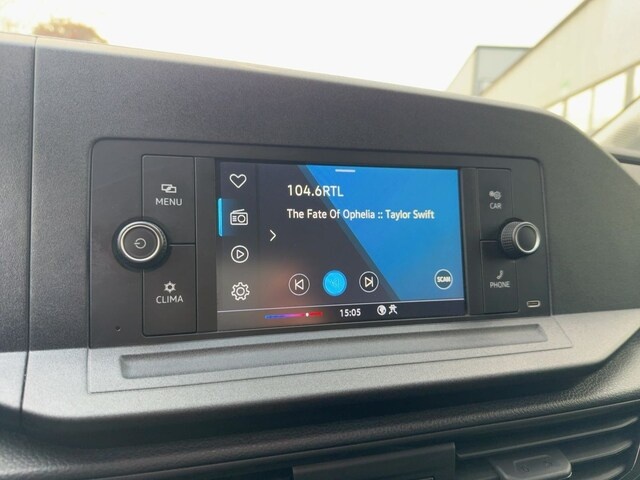 MENU
CLIMA
104.6RTL
The Fate Of Ophelia :: Taylor Swift
SCAN
15:05
CAR
PHONE